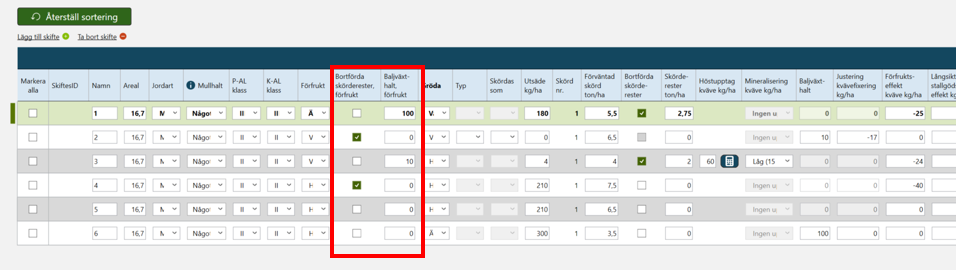 Återställ sortering
Lägg till skifte Ta bort skifte
Markera alla SkiftesID Namn Areal Jordart Mullhalt P-AL klass K-AL klass Förfrukt Bortförda skörderester, förfrukt Baljväxt- halt, förfrukt Gröda Typ Skördas som Utsäde kg/ha Skörd nr. Förväntad skörd ton/ha Bortförda skörde- rester Skörde- rester ton/ha Höstupptag kväve kg/ha Mineralisering kväve kg/ha Baljväxt- halt Justering kvävefixering kg/ha Förfrukts- effekt kväve kg/ha Långsikt stallgöds effekt kg
1 16,7 Någo II II Ä 100 V 180 1 5,5 2,75 Ingen u 0 0 -25
2 16,7 Någo II II V 0 0 1 6,5 0 Ingen u 10 -17 0
3 16,7 Någo II II V 10 H 4 1 4 2 60 Låg (15 0 0 -24
4 16,7 Någo II II H 0 H 210 1 7,5 0 Ingen u 0 0 -40
5 16,7 Någo II II H 0 H 210 1 6,5 0 Ingen u 0 0 0
6 16,7 Någo II II H 0 Ä 300 1 3,5 0 Ingen u 100 0 0